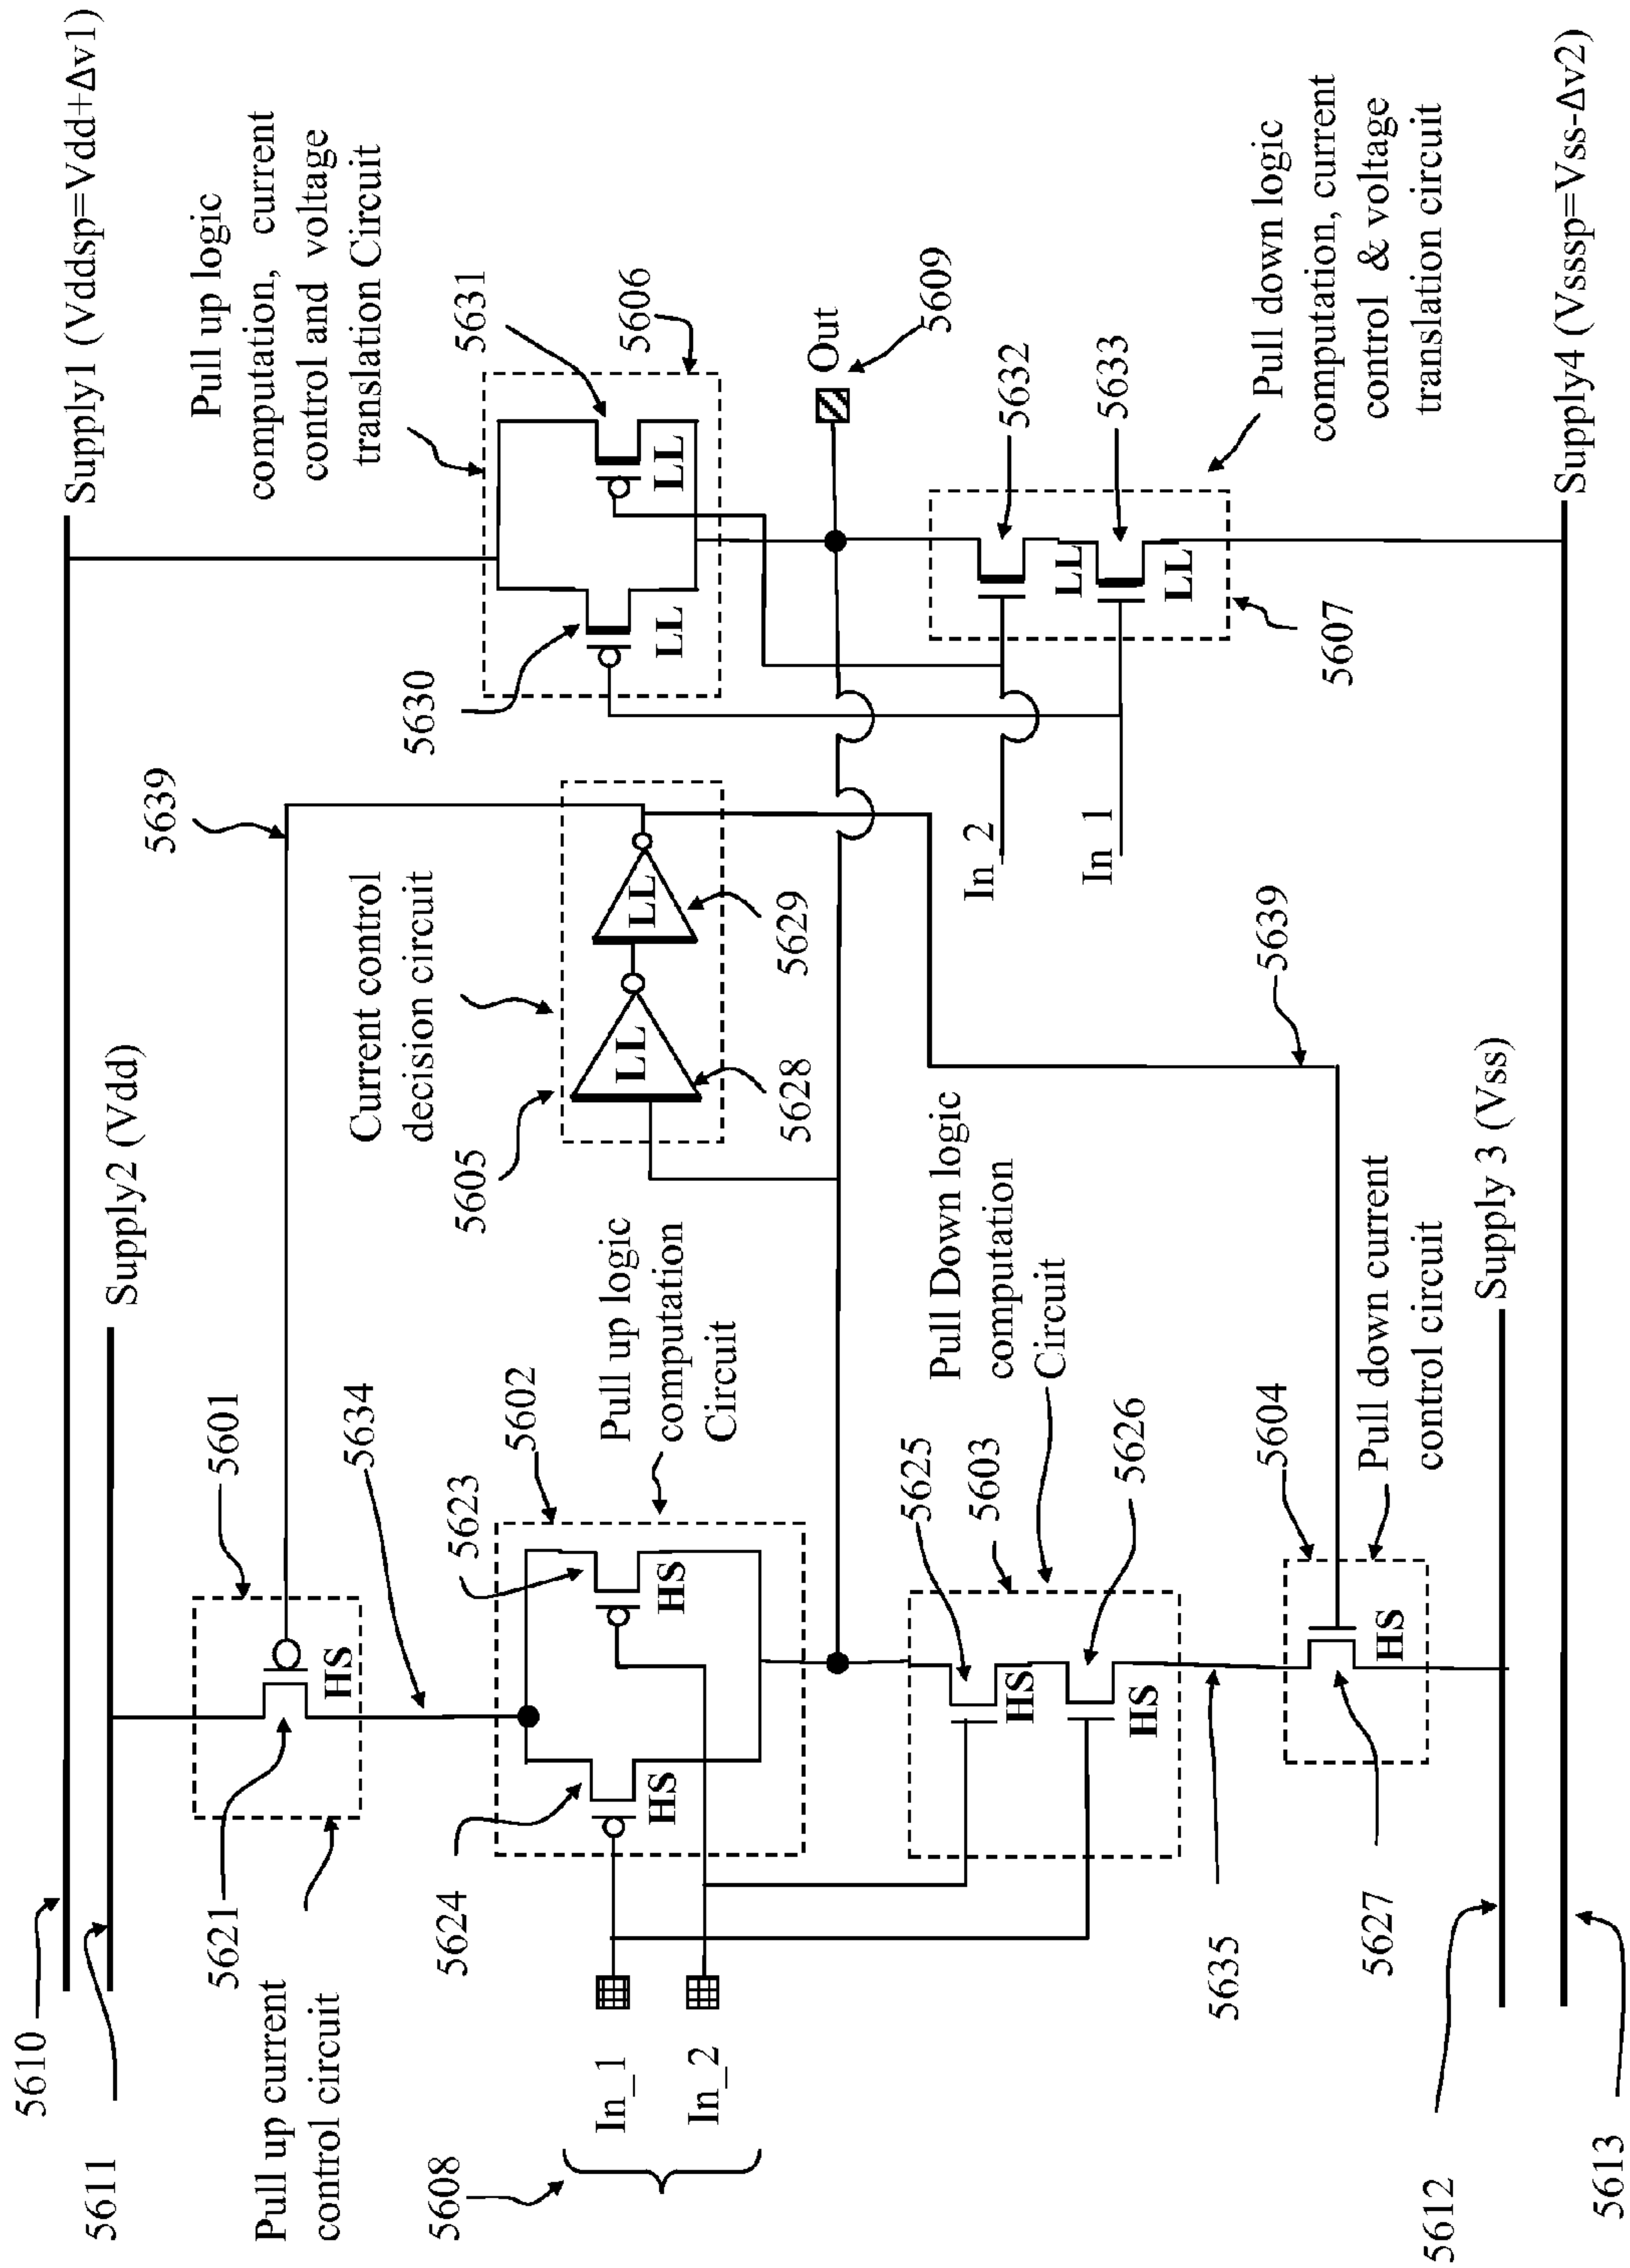 Supply1 (Vddsp=Vdd+Δv1)
Supply2 (Vdd)
5610
5611
Pull up current
control circuit
5621
5601
5634
5639
Pull up logic
computation, current
control and voltage
translation Circuit
5631
5606
5630
LL
LL
Current control
decision circuit
5605
LL
LL
5628
5629
HS
5602
5623
5624
HS
HS
Pull up logic
computation
Circuit
5608
In_1
In_2
Out
5609
Pull Down logic
computation
Circuit
5625
5603
5626
HS
HS
In_2
In_1
5632
5633
LL
LL
5607
Pull down logic
computation, current
control & voltage
translation circuit
5639
5635
5604
5627
HS
Pull down current
control circuit
Supply 3 (Vss)
Supply4 (Vsssp=Vss-Δv2)
5612
5613